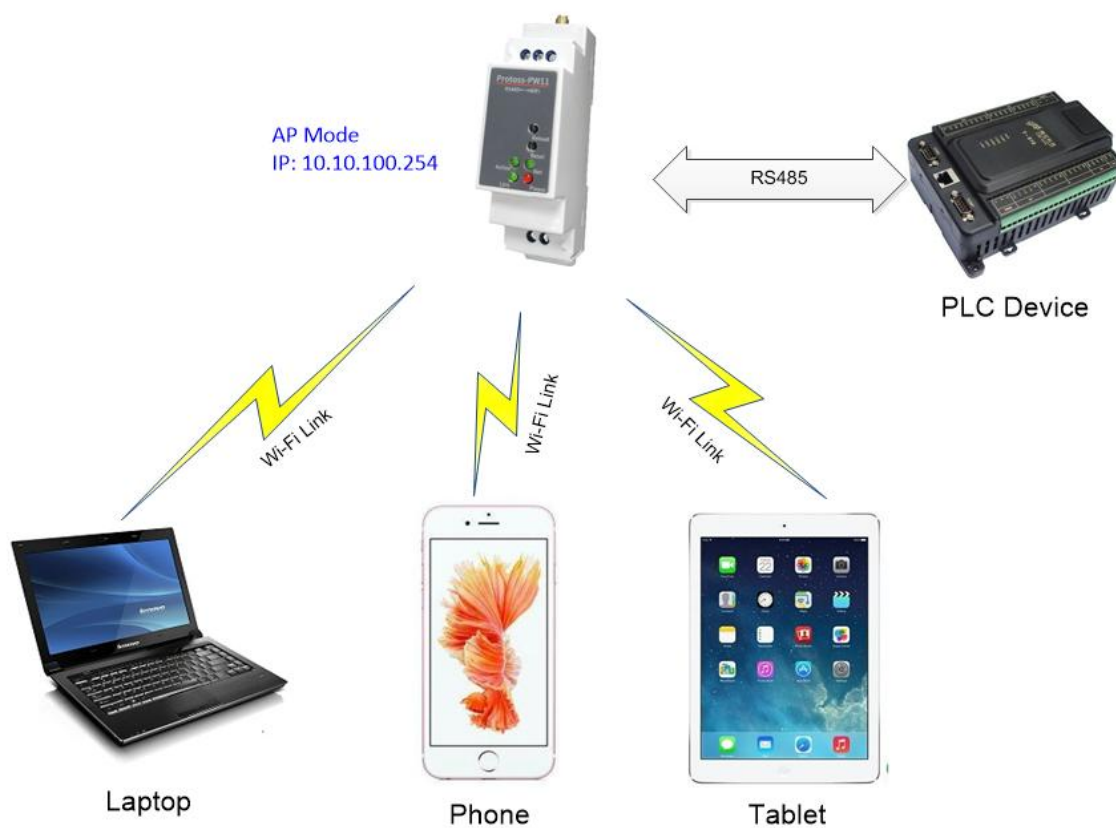 AP Mode
IP: 10.10.100.254
Protoss-PW11
RS485
PLC Device
Wi-Fi Link
Wi-Fi Link
Wi-Fi Link
Laptop
Phone
Tablet